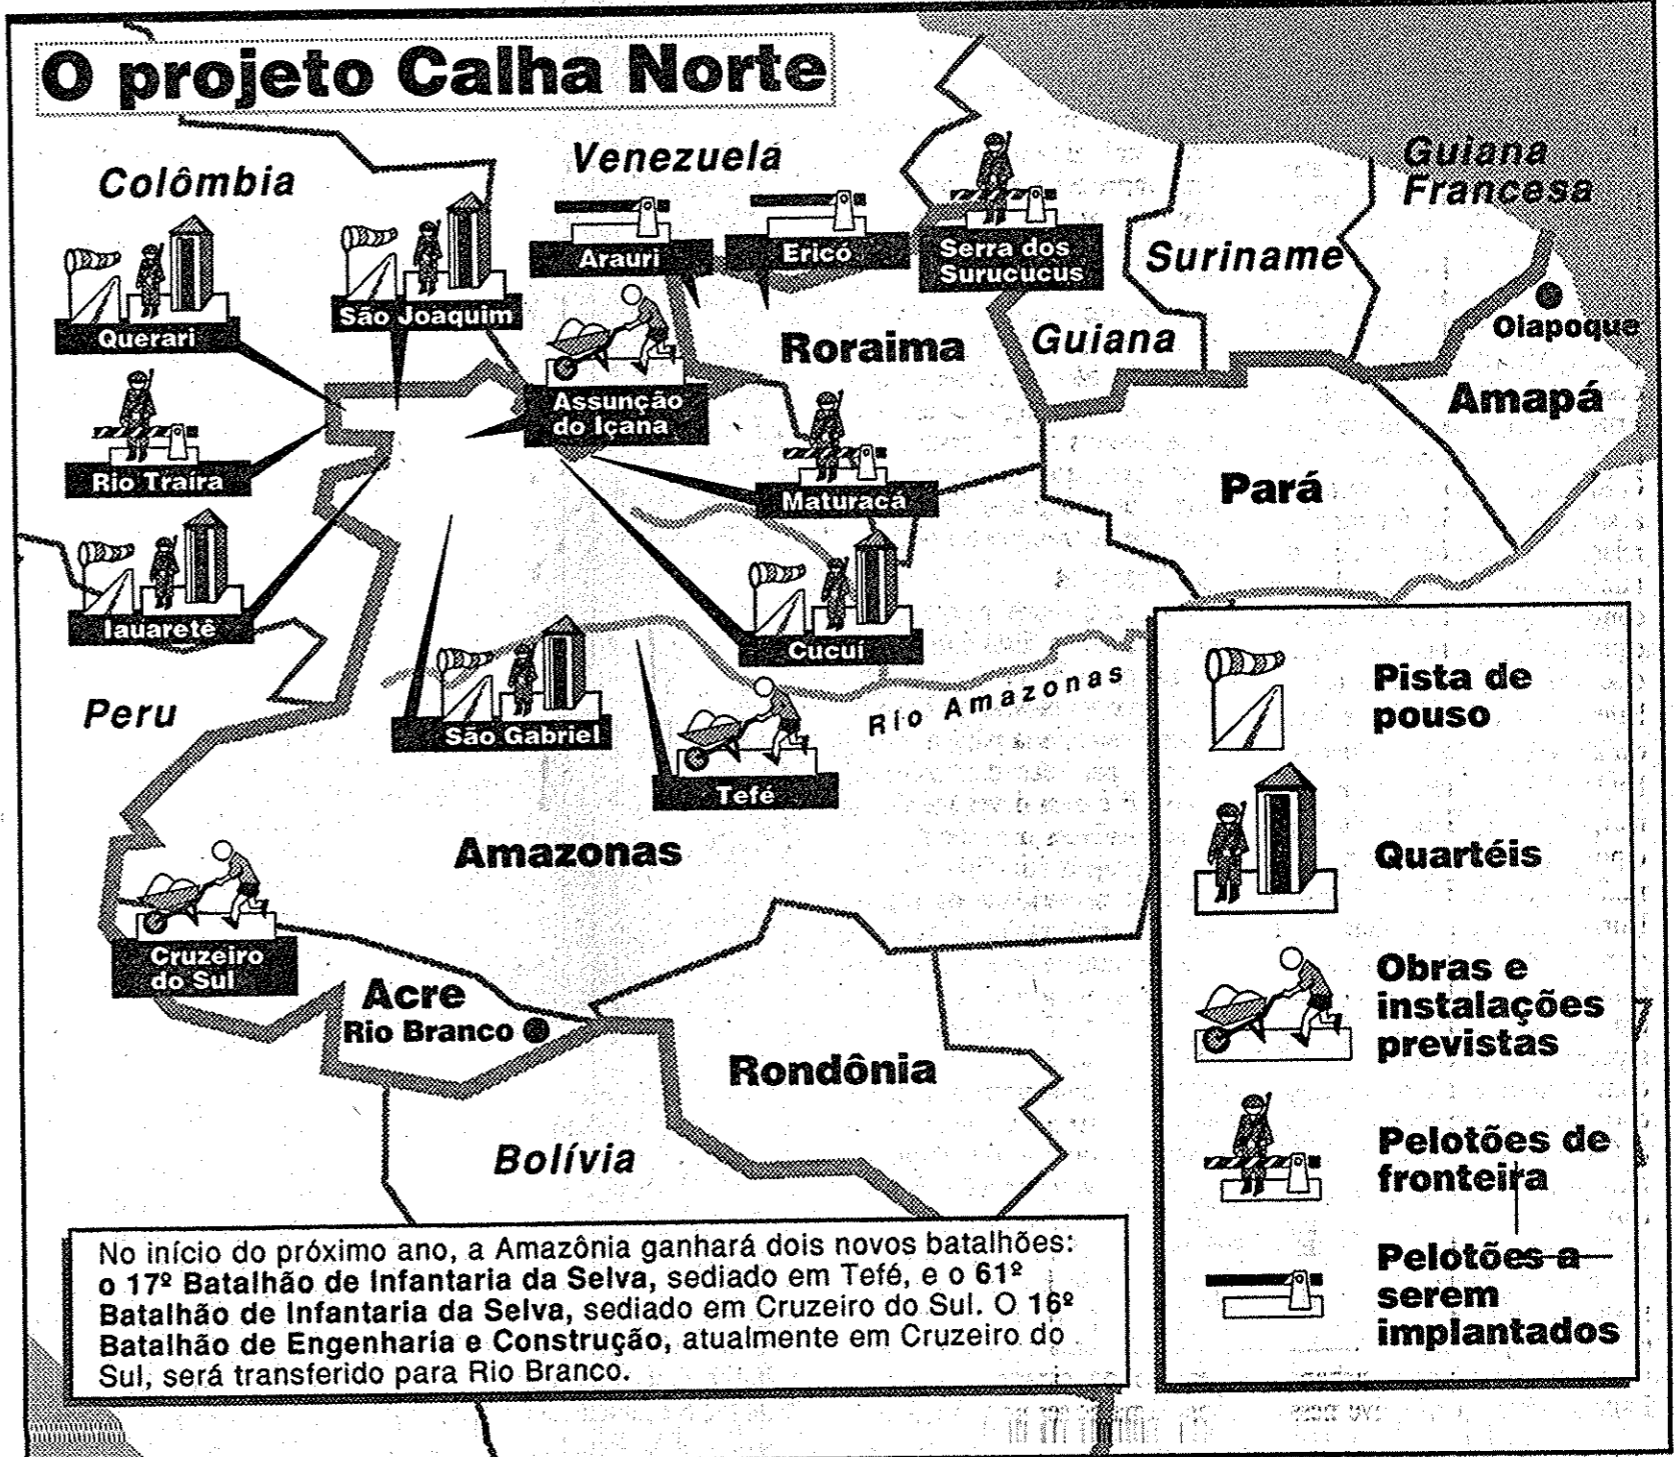 O projeto Calha Norte
Colômbia
Venezuela
Guiana
Francesa
Suriname
Guiana
Oiapoque
Querari
São Joaquim
Arauri
Ericó
Serra dos
Surucucus
Roraima
Amapá
Rio Traíra
Assunção
do Içana
Maturacá
Pará
Iauaretê
Cucuí
Peru
São Gabriel
Tefé
Rio Amazonas
Amazonas
Cruzeiro
do Sul
Acre
Rio Branco
Rondônia
Bolívia
Pista de
pouso
Quartéis
Obras e
instalações
previstas
Pelotões de
fronteira
Pelotões a
serem
implantados
No início do próximo ano, a Amazônia ganhará dois novos batalhões:
o 17º Batalhão de Infantaria da Selva, sediado em Tefé, e o 61º
Batalhão de Infantaria da Selva, sediado em Cruzeiro do Sul. O 16º
Batalhão de Engenharia e Construção, atualmente em Cruzeiro do
Sul, será transferido para Rio Branco.